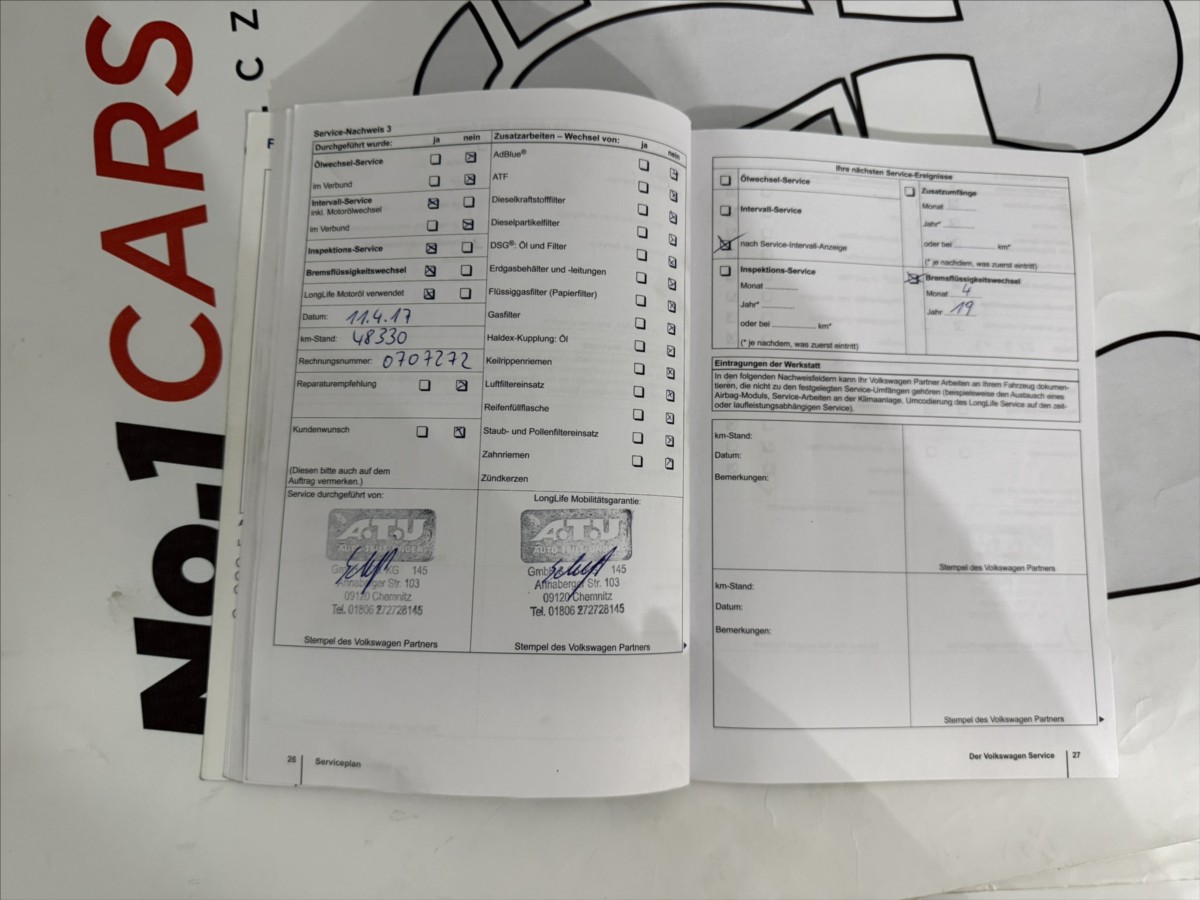 No.1 CARS
.CZ
Service-Nachweis 3
Durchgeführt wurde: ja nein
Ölwechsel-Service
im Verbund
Intervall-Service
inkl. Motorölwechsel
im Verbund
Inspektions-Service
Bremsflüssigkeitswechsel
LongLife Motoröl verwendet
Datum: 11.4.17
km-Stand: 48330
Rechnungsnummer: 0707272
Reparaturempfehlung
Kundenwunsch
(Diesen bitte auch auf dem
Auftrag vermerken.)
Zusatzarbeiten – Wechsel von: ja nein
AdBlue®
ATF
Dieselkraftstofffilter
Dieselpartikelfilter
DSG®: Öl und Filter
Erdgasbehälter und -leitungen
Flüssiggasfilter (Papierfilter)
Gasfilter
Haldex-Kupplung: Öl
Keilrippenriemen
Luftfiltereinsatz
Reifenfüllflasche
Staub- und Pollenfiltereinsatz
Zahnriemen
Zündkerzen
Service durchgeführt von:
A.T.U
AUTO-TEILE-UNGER
KG 145
Annaberger Str. 103
09120 Chemnitz
Tel. 01806 272728145
Stempel des Volkswagen Partners
LongLife Mobilitätsgarantie:
A.T.U
AUTO-TEILE-UNGER
145
Annaberger Str. 103
09120 Chemnitz
Tel. 01806 272728145
Stempel des Volkswagen Partners
26 Serviceplan
Ihre nächsten Service-Ereignisse
Ölwechsel-Service
Intervall-Service
nach Service-Intervall-Anzeige
Inspektions-Service
Monat
Jahr*
oder bei km*
(* je nachdem, was zuerst eintritt)
Zusatzumfänge
Monat
Jahr*
oder bei km*
(* je nachdem, was zuerst eintritt)
Bremsflüssigkeitswechsel
Monat 4
Jahr 19
Eintragungen der Werkstatt
In den folgenden Nachweisfeldern kann Ihr Volkswagen Partner Arbeiten an Ihrem Fahrzeug dokumen-
tieren, die nicht zu den festgelegten Service-Umfängen gehören (beispielsweise den Austausch eines
Airbag-Moduls, Service-Arbeiten an der Klimaanlage, Umcodierung des LongLife Service auf den zeit-
oder laufleistungsabhängigen Service).
km-Stand:
Datum:
Bemerkungen:
Stempel des Volkswagen Partners
km-Stand:
Datum:
Bemerkungen:
Stempel des Volkswagen Partners
Der Volkswagen Service 27